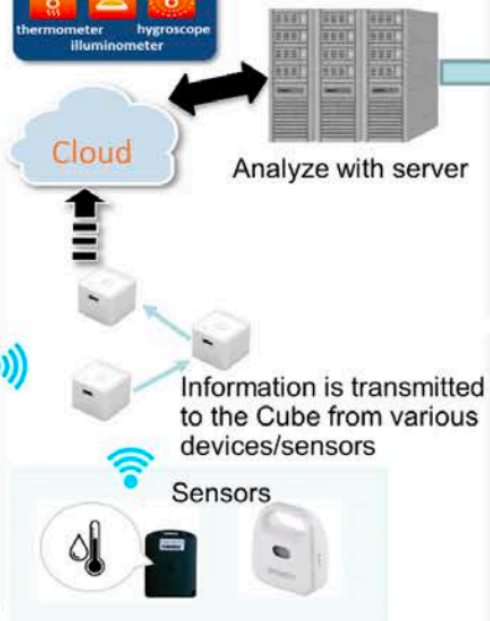 thermometer hygroscope
illuminometer
Cloud
Analyze with server
Information is transmitted
to the Cube from various
devices/sensors
Sensors